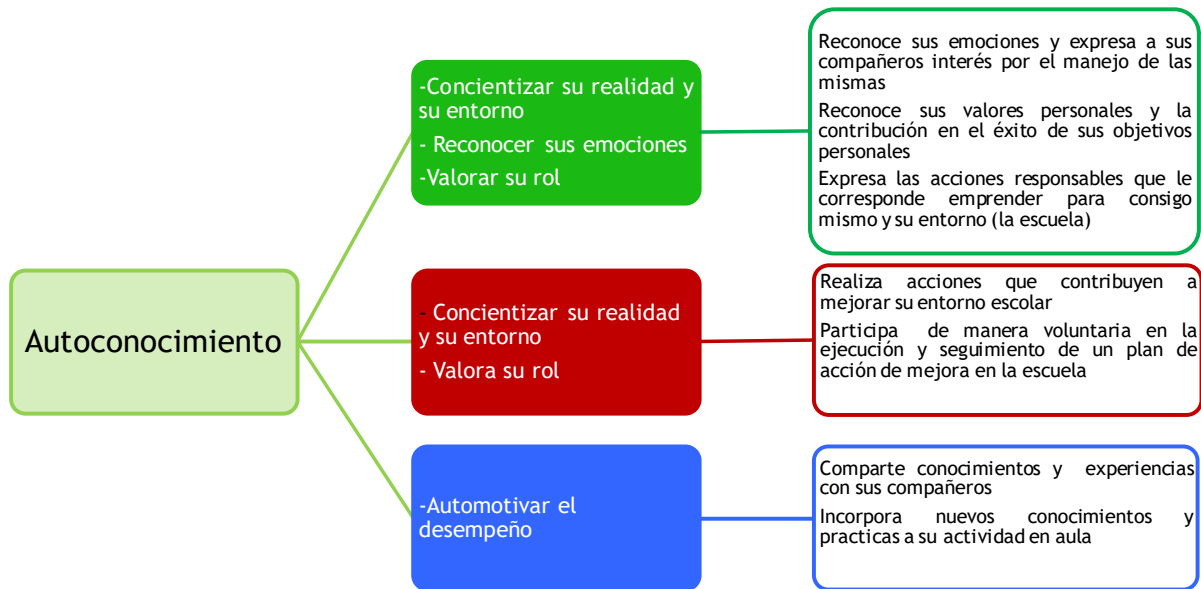 Autoconocimiento
-Concientizar su realidad y
su entorno
- Reconocer sus emociones
-Valorar su rol
Reconoce sus emociones y expresa a sus
compañeros interés por el manejo de las
mismas
Reconoce sus valores personales y la
contribución en el éxito de sus objetivos
personales
Expresa las acciones responsables que le
corresponde emprender para consigo
mismo y su entorno (la escuela)
- Concientizar su realidad
y su entorno
- Valora su rol
Realiza acciones que contribuyen a
mejorar su entorno escolar
Participa de manera voluntaria en la
ejecución y seguimiento de un plan de
acción de mejora en la escuela
-Automotivar el
desempeño
Comparte conocimientos y experiencias
con sus compañeros
Incorpora nuevos conocimientos y
practicas a su actividad en aula